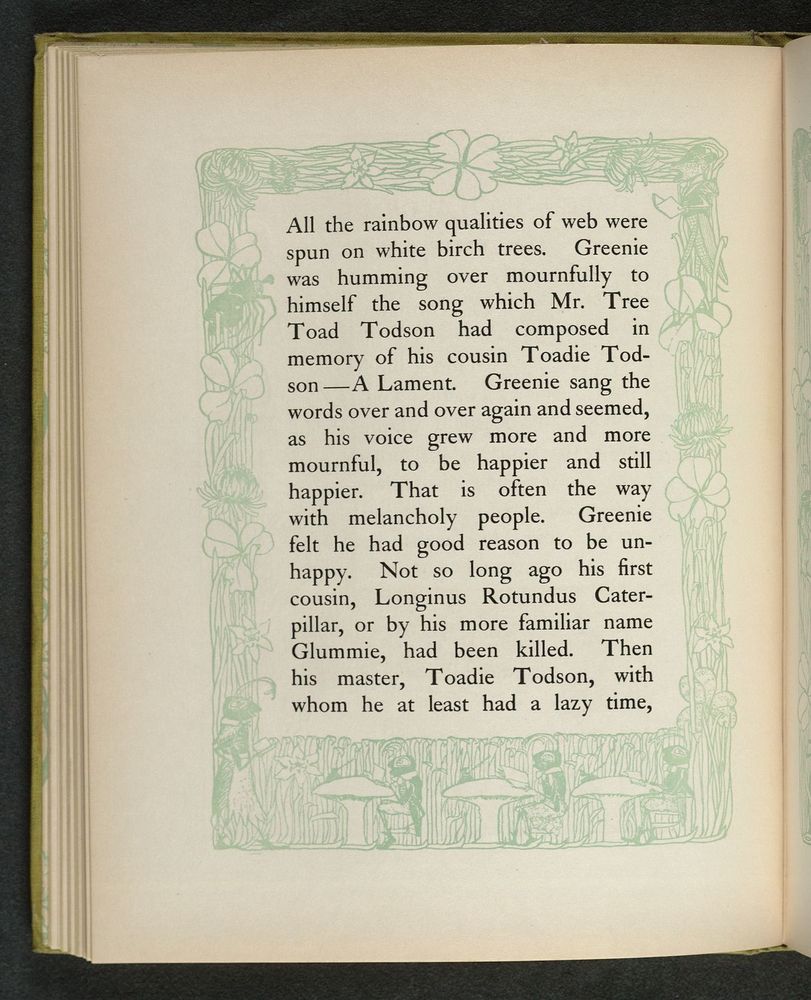 All the rainbow qualities of web were
spun on white birch trees. Greenie
was humming over mournfully to
himself the song which Mr. Tree
Toad Todson had composed in
memory of his cousin Toadie Tod-
son—A Lament. Greenie sang the
words over and over again and seemed,
as his voice grew more and more
mournful, to be happier and still
happier. That is often the way
with melancholy people. Greenie
felt he had good reason to be un-
happy. Not so long ago his first
cousin, Longinus Rotundus Cater-
pillar, or by his more familiar name
Glummie, had been killed. Then
his master, Toadie Todson, with
whom he at least had a lazy time,